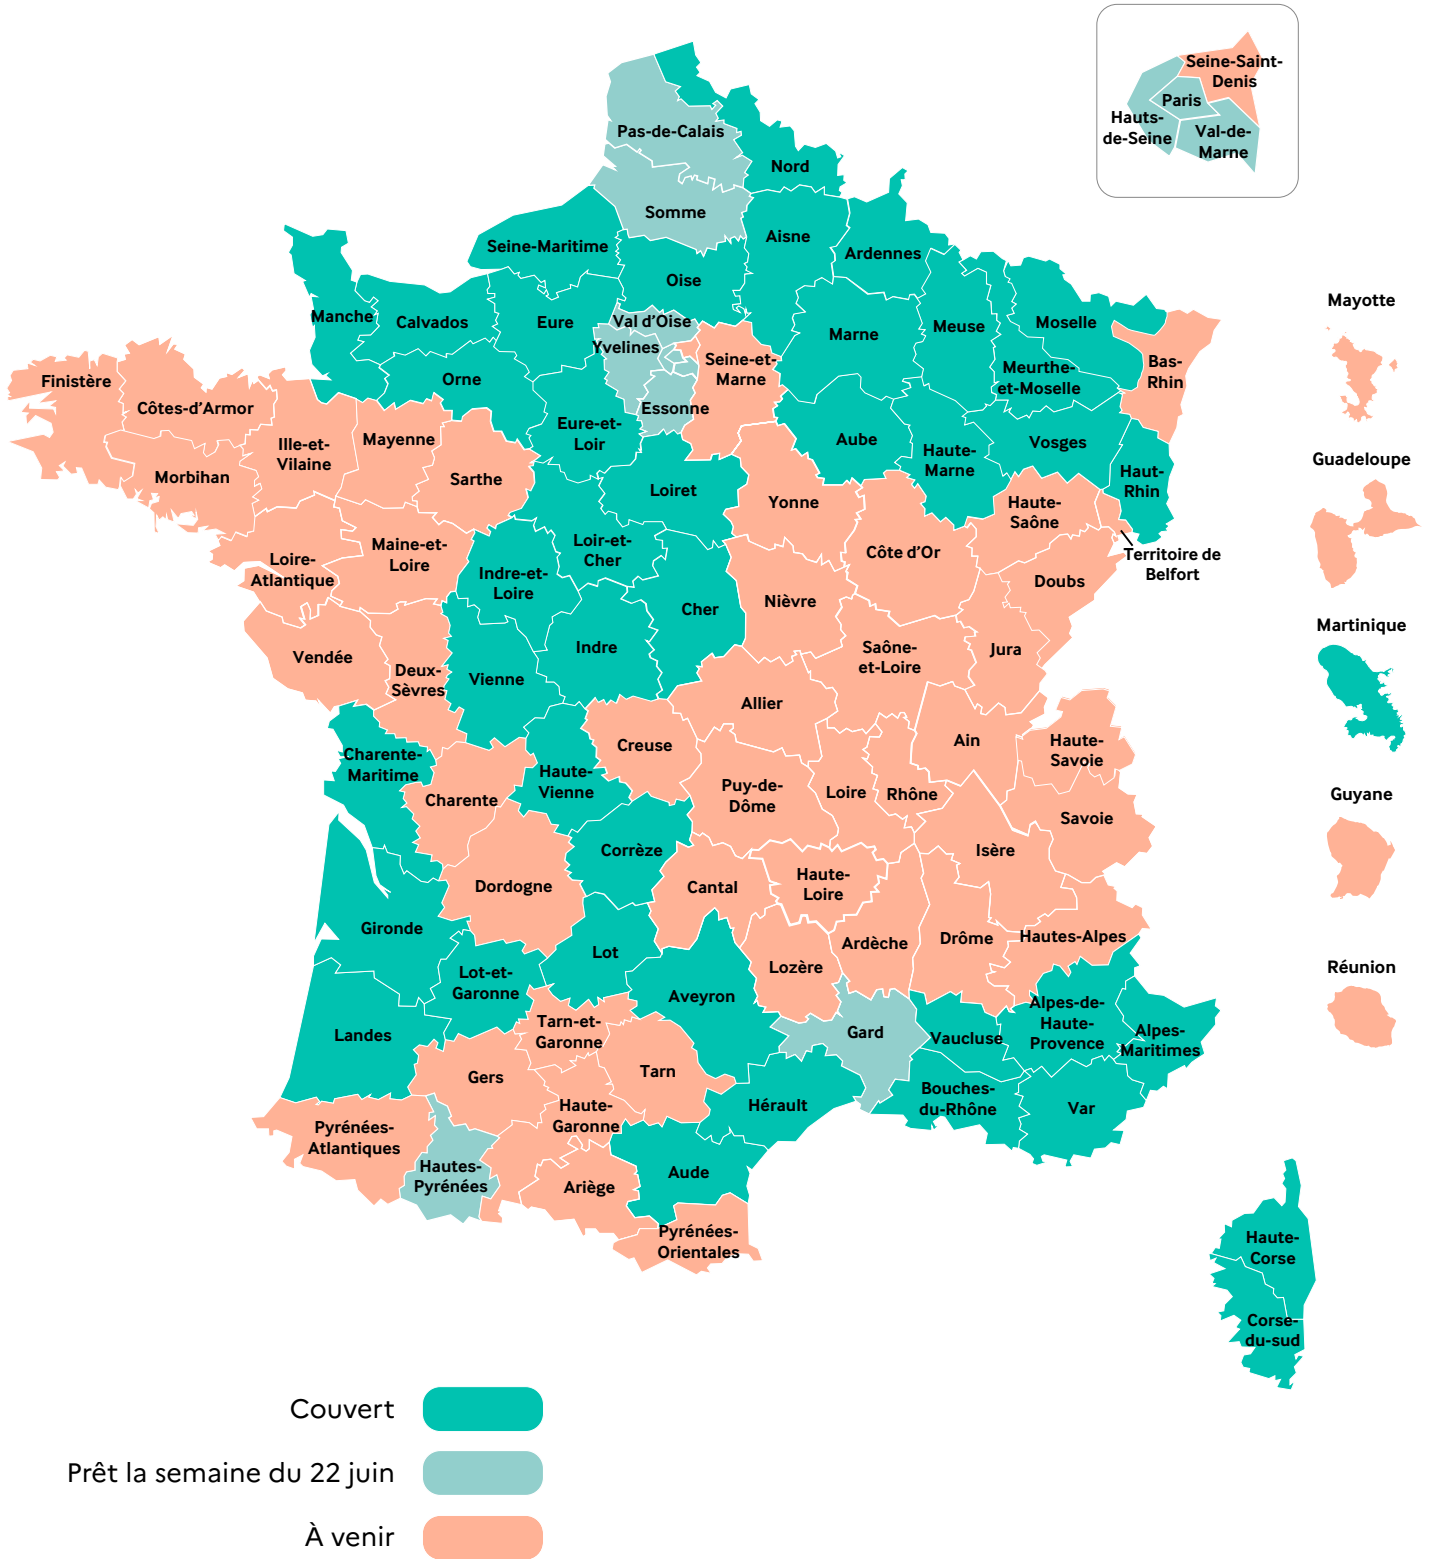 Seine-Saint-
Denis
Paris
Hauts-
de-Seine
Val-de-
Marne
Pas-de-Calais
Nord
Somme
Aisne
Seine-Maritime
Ardennes
Oise
Manche
Calvados
Eure
Val d'Oise
Yvelines
Marne
Meuse
Moselle
Mayotte
Seine-et-
Marne
Meurthe-
et-Moselle
Bas-
Rhin
Finistère
Côtes-d'Armor
Orne
Essonne
Eure-et-
Loir
Ille-et-
Vilaine
Mayenne
Aube
Haute-
Marne
Vosges
Morbihan
Sarthe
Loiret
Yonne
Haute-
Saône
Haut-
Rhin
Guadeloupe
Loire-
Atlantique
Maine-et-
Loire
Loir-et-
Cher
Côte d'Or
Territoire de
Belfort
Indre-et-
Loire
Cher
Nièvre
Doubs
Martinique
Vendée
Deux-
Sèvres
Vienne
Indre
Saône-
et-Loire
Jura
Allier
Charente-
Maritime
Creuse
Ain
Haute-
Savoie
Charente
Haute-
Vienne
Puy-de-
Dôme
Loire
Rhône
Savoie
Guyane
Corrèze
Isère
Dordogne
Cantal
Haute-
Loire
Gironde
Lot
Ardèche
Drôme
Hautes-Alpes
Lot-et-
Garonne
Aveyron
Lozère
Réunion
Landes
Tarn-et-
Garonne
Gard
Vaucluse
Alpes-de-
Haute-
Provence
Alpes-
Maritimes
Gers
Tarn
Haute-
Garonne
Hérault
Bouches-
du-Rhône
Var
Pyrénées-
Atlantiques
Hautes-
Pyrénées
Ariège
Aude
Pyrénées-
Orientales
Haute-
Corse
Corse-
du-sud
Couvert
Prêt la semaine du 22 juin
À venir